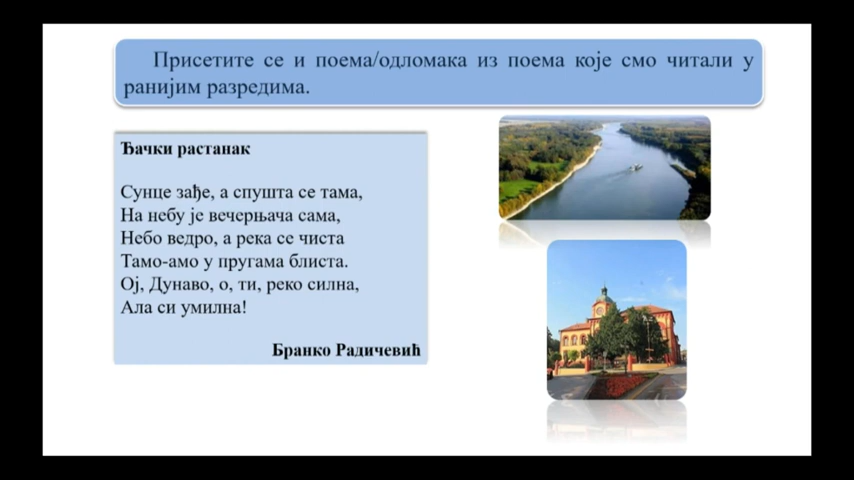 Присетите се и поема/одломака из поема које смо читали у
ранијим разредима.
Ђачки растанак
Сунце зађе, а спушта се тама,
На небу је вечерњача сама,
Небо ведро, а река се чиста
Тамо-амо у пругама блиста.
Ој, Дунаво, о, ти, реко силна,
Ала си умилна!
Бранко Радичевић